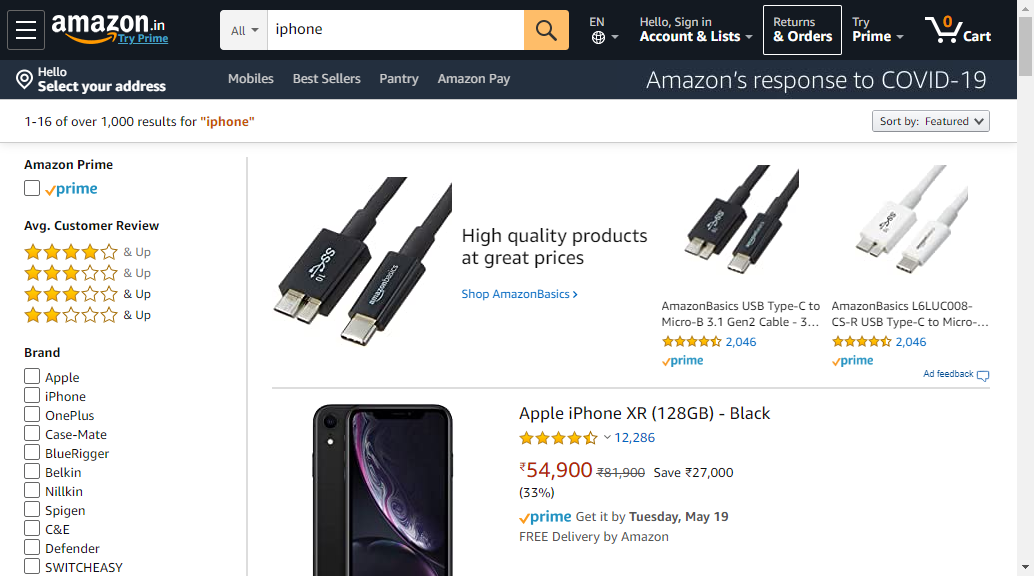 amazon.in
Try Prime
All
iphone
EN
Hello, Sign in
Account & Lists
Returns
& Orders
Try
Prime
0
Cart
Hello
Select your address
Mobiles
Best Sellers
Pantry
Amazon Pay
Amazon's response to COVID-19
1-16 of over 1,000 results for "iphone"
Sort by: Featured
Amazon Prime
prime
Avg. Customer Review
& Up
& Up
& Up
& Up
Brand
Apple
iPhone
OnePlus
Case-Mate
BlueRigger
Belkin
Nillkin
Spigen
C&E
Defender
SWITCHEASY
SS 10
amazonbasics
High quality products
at great prices
Shop AmazonBasics ›
AmazonBasics USB Type-C to
Micro-B 3.1 Gen2 Cable - 3...
2,046
prime
AmazonBasics L6LUC008-
CS-R USB Type-C to Micro-...
2,046
prime
Ad feedback
Apple iPhone XR (128GB) - Black
12,286
₹54,900 ₹81,900 Save ₹27,000
(33%)
prime Get it by Tuesday, May 19
FREE Delivery by Amazon